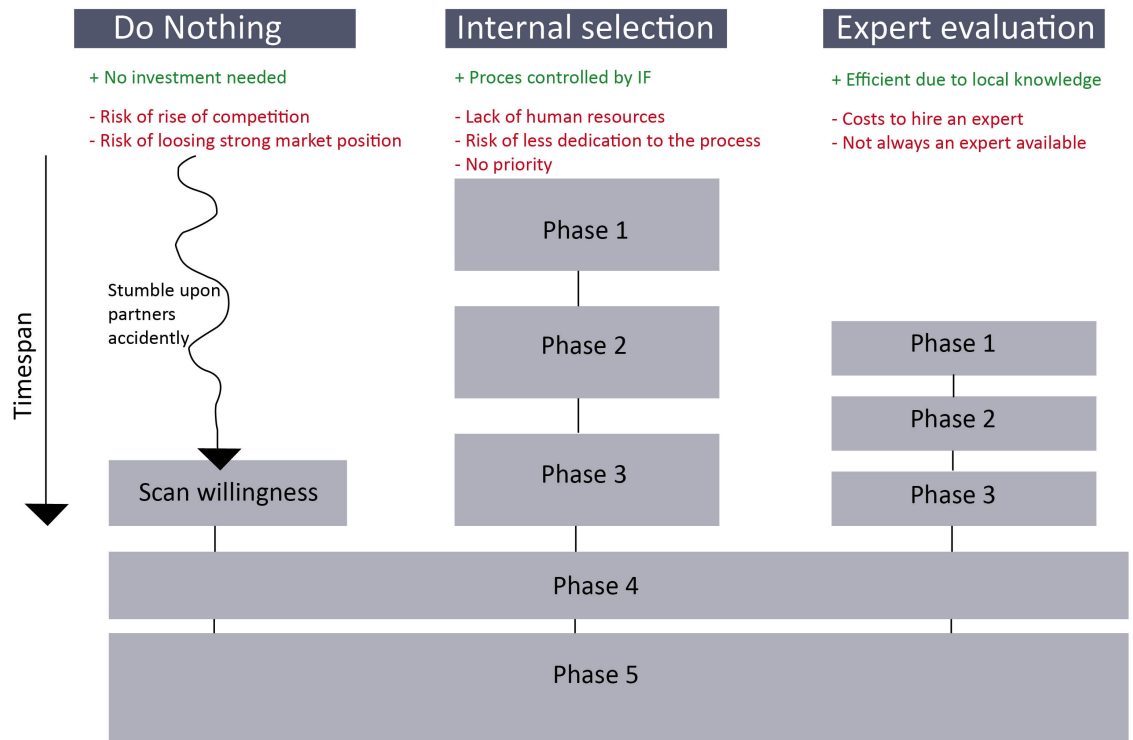 Do Nothing
+ No investment needed
- Risk of rise of competition
- Risk of loosing strong market position
Internal selection
+ Proces controlled by IF
- Lack of human resources
- Risk of less dedication to the process
- No priority
Expert evaluation
+ Efficient due to local knowledge
- Costs to hire an expert
- Not always an expert available
Timespan
Stumble upon
partners
accidently
Scan willingness
Phase 1
Phase 2
Phase 3
Phase 1
Phase 2
Phase 3
Phase 4
Phase 5